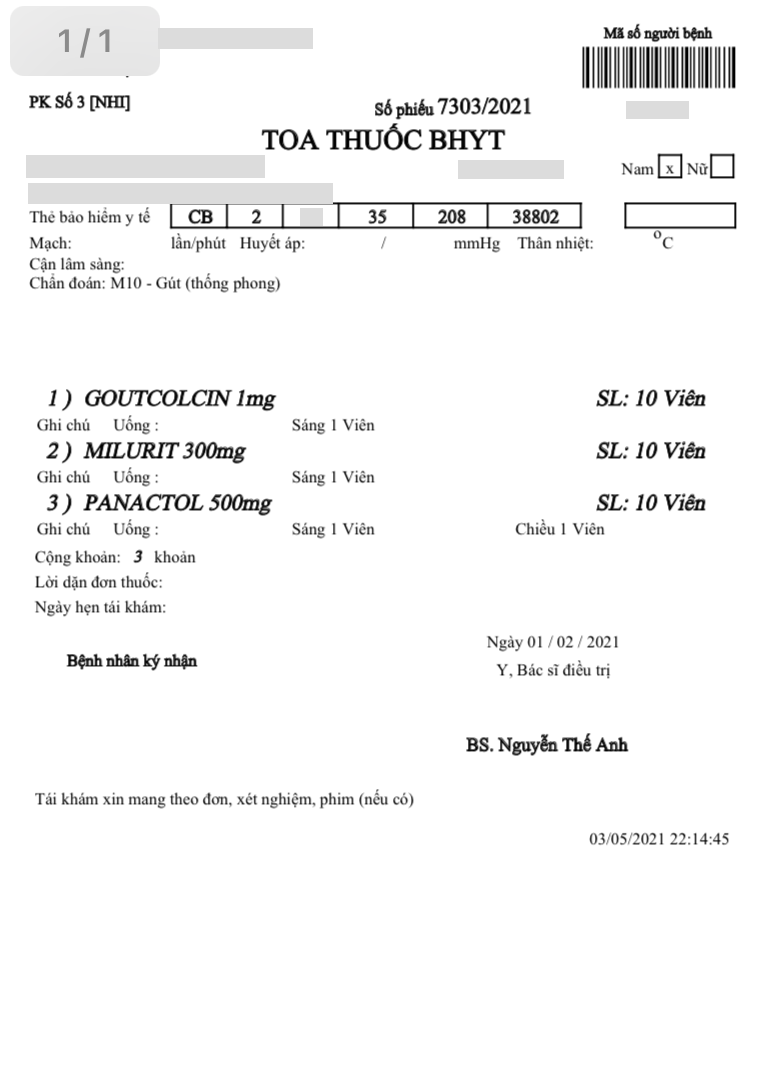 1/1
Mã số người bệnh
PK Số 3 [NHI]
Số phiếu 7303/2021
TOA THUỐC BHYT
Nam x Nữ
Thẻ bảo hiểm y tế CB 2 35 208 38802
Mạch: lần/phút Huyết áp: / mmHg Thân nhiệt: ºC
Cận lâm sàng:
Chẩn đoán: M10 - Gút (thống phong)
1 ) GOUTCOLCIN 1mg SL: 10 Viên
Ghi chú Uống : Sáng 1 Viên
2 ) MILURIT 300mg SL: 10 Viên
Ghi chú Uống : Sáng 1 Viên
3 ) PANACTOL 500mg SL: 10 Viên
Ghi chú Uống : Sáng 1 Viên Chiều 1 Viên
Cộng khoản: 3 khoản
Lời dặn đơn thuốc:
Ngày hẹn tái khám:
Ngày 01 / 02 / 2021
Bệnh nhân ký nhận
Y, Bác sĩ điều trị
BS. Nguyễn Thế Anh
Tái khám xin mang theo đơn, xét nghiệm, phim (nếu có)
03/05/2021 22:14:45